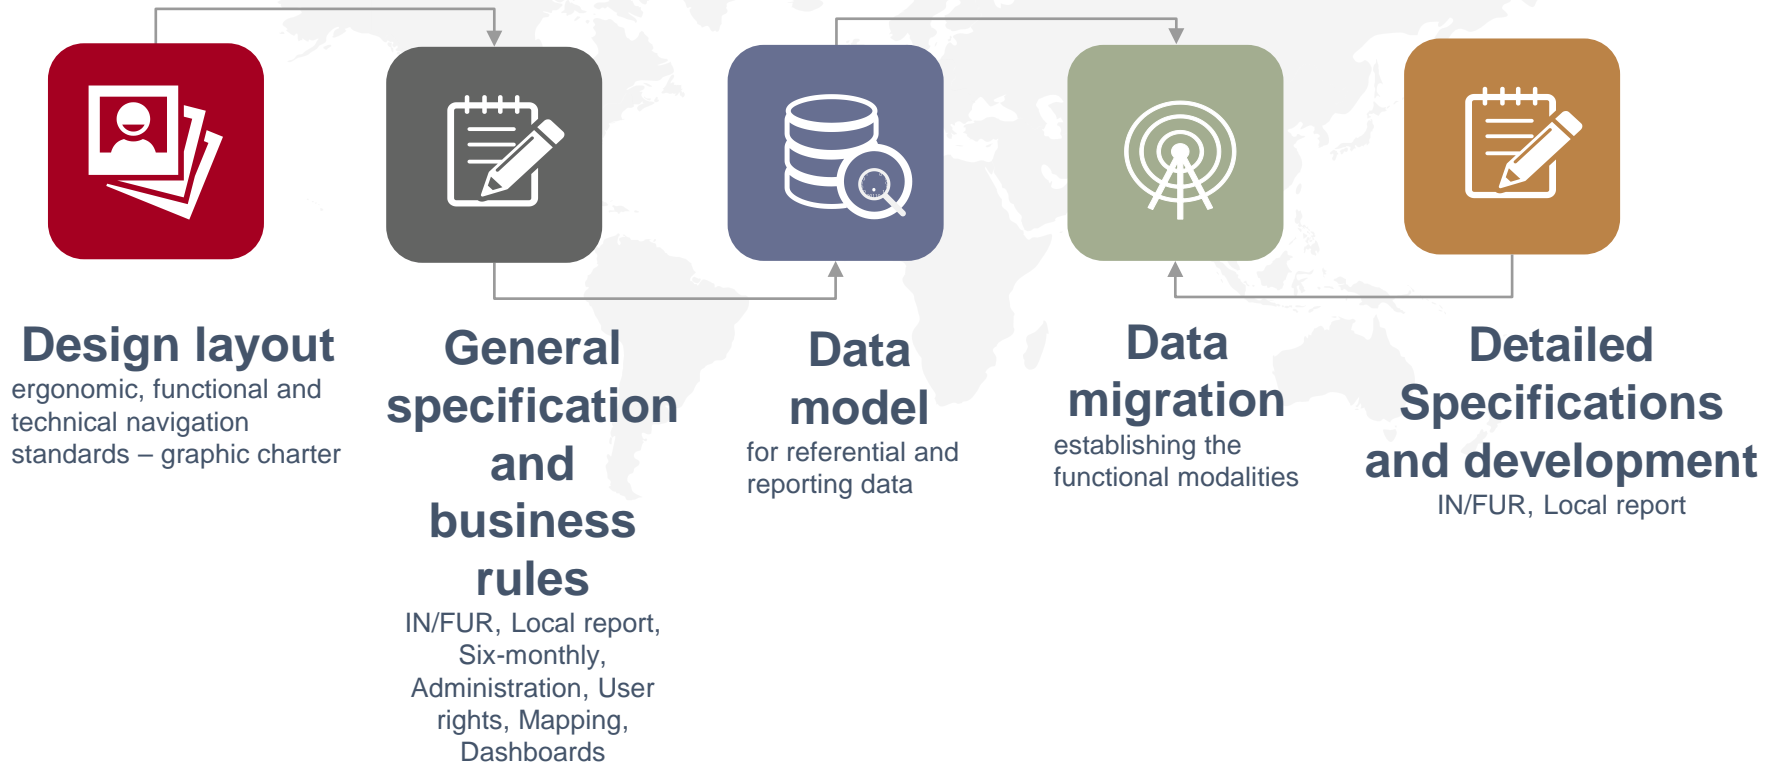 Design layout
ergonomic, functional and
technical navigation
standards – graphic charter
General
specification
and
business
rules
IN/FUR, Local report,
Six-monthly,
Administration, User
rights, Mapping,
Dashboards
Data
model
for referential and
reporting data
Data
migration
establishing the
functional modalities
Detailed
Specifications
and development
IN/FUR, Local report